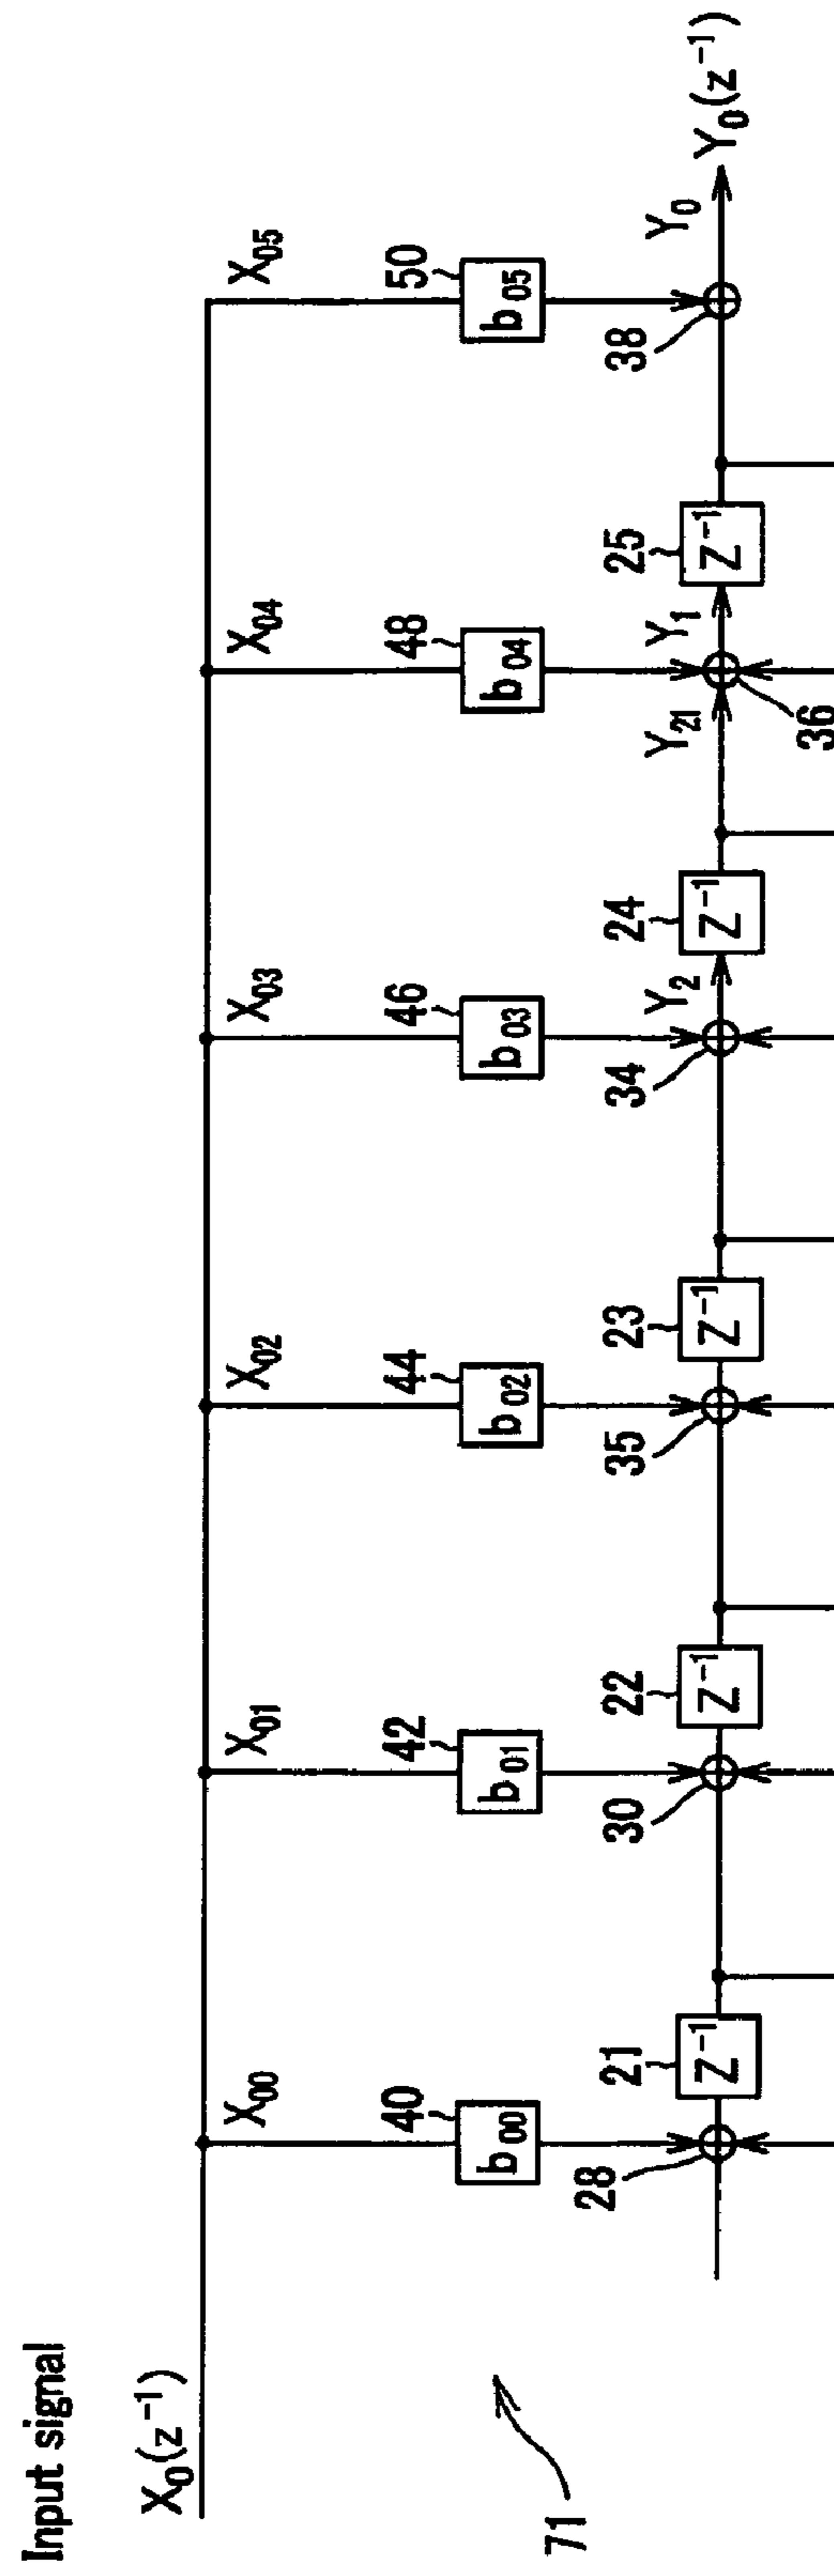 Input signal
X₀(z⁻¹)
X₀₀
X₀₁
X₀₂
X₀₃
X₀₄
X₀₅
40
42
44
46
48
50
b₀₀
b₀₁
b₀₂
b₀₃
b₀₄
b₀₅
21
22
23
24
25
Y₂
Y₂₁
Y₁
Y₀
Z⁻¹
Z⁻¹
Z⁻¹
Z⁻¹
Z⁻¹
Y₀(z⁻¹)
28
30
35
34
36
38
71